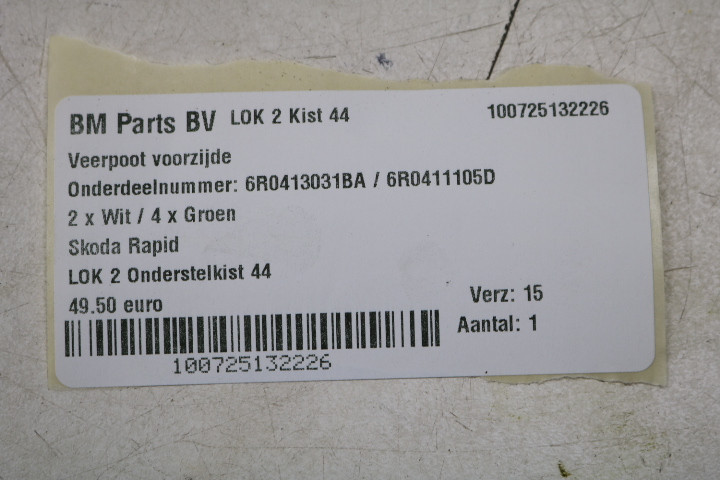 BM Parts BV LOK 2 Kist 44 100725132226
Veerpoot voorzijde
Onderdeelnummer: 6R0413031BA / 6R0411105D
2 x Wit / 4 x Groen
Skoda Rapid
LOK 2 Onderstelkist 44
49.50 euro Verz: 15
Aantal: 1
100725132226